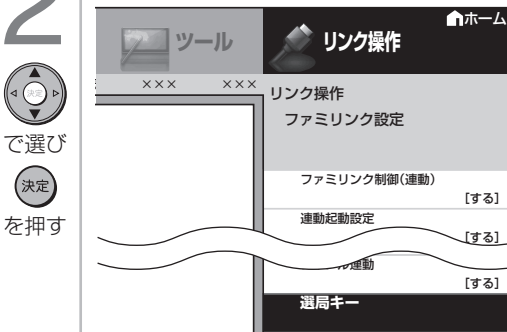 2
決定
で選び
決定
を押す
ホーム
ツール
リンク操作
××× ×××
リンク操作
ファミリンク設定
ファミリンク制御(連動)
[する]
連動起動設定
[する]
連動
[する]
選局キー